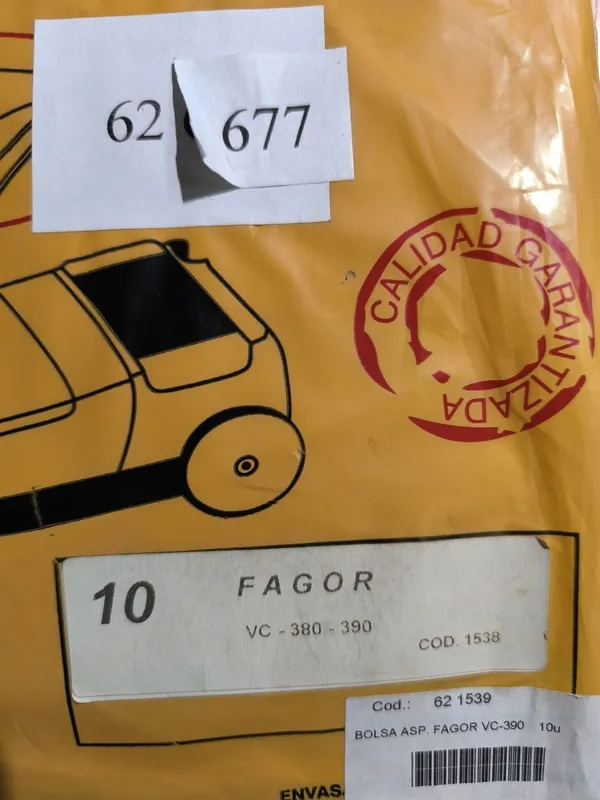 62 677
CALIDAD GARANTIZADA
10 FAGOR
VC - 380 - 390
COD. 1538
Cod.: 62 1539
BOLSA ASP. FAGOR VC-390 10u